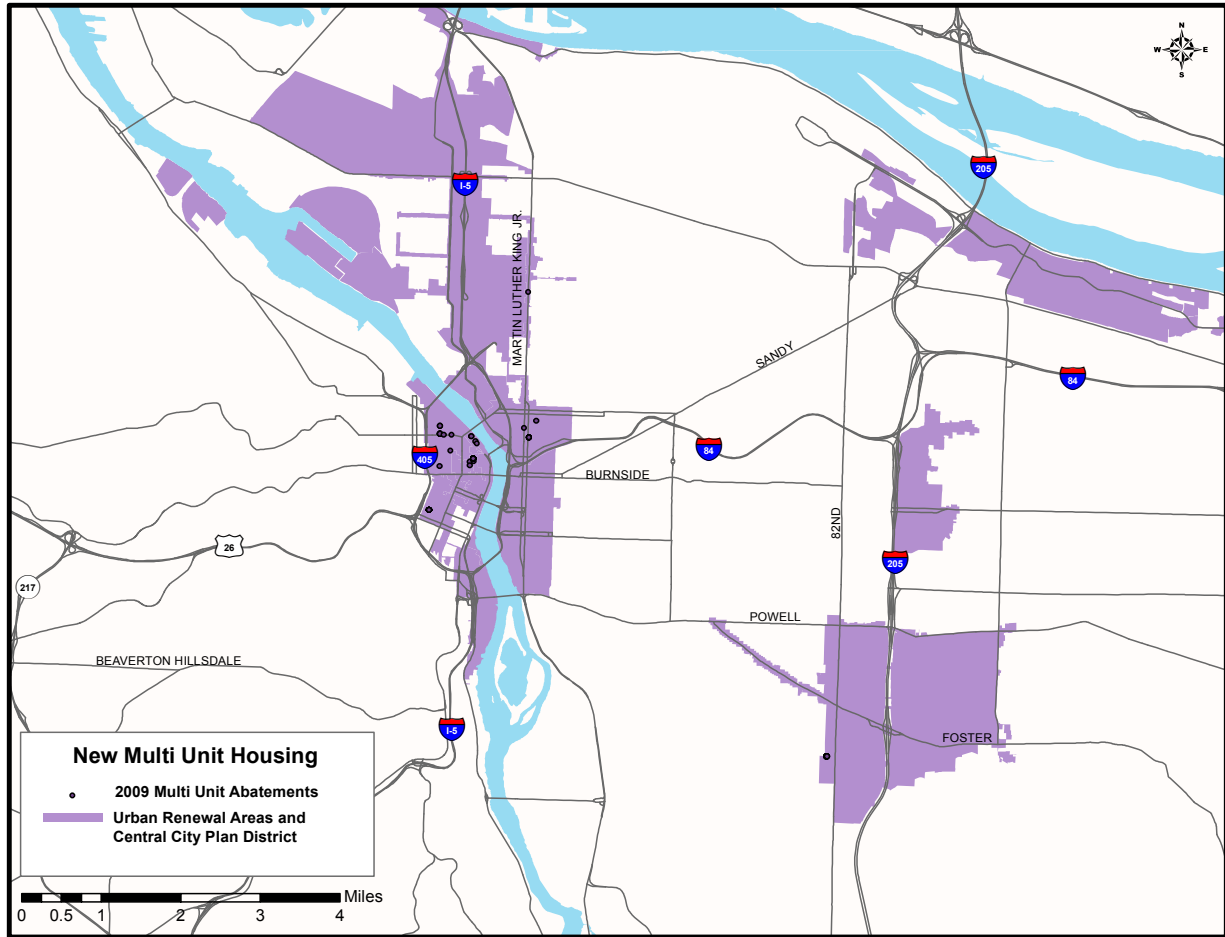 N
W E
S
205
I-5
MARTIN LUTHER KING JR.
SANDY
84
405
84
BURNSIDE
82ND
26
205
217
POWELL
BEAVERTON HILLSDALE
I-5
FOSTER
New Multi Unit Housing
2009 Multi Unit Abatements
Urban Renewal Areas and
Central City Plan District
Miles
0 0.5 1 2 3 4